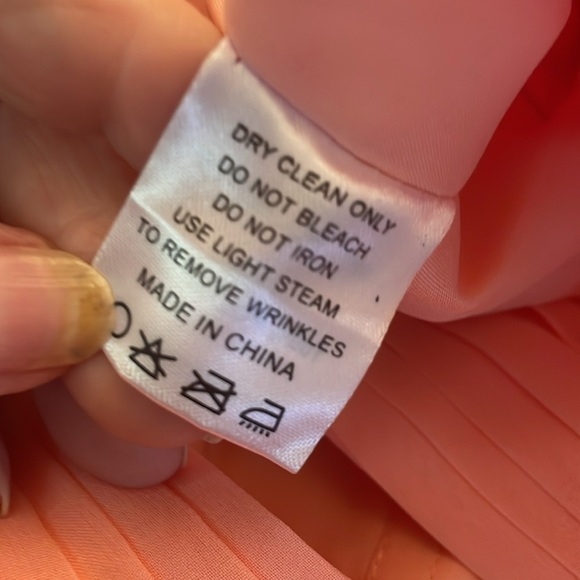 DRY CLEAN ONLY
DO NOT BLEACH
DO NOT IRON
USE LIGHT STEAM
TO REMOVE WRINKLES
MADE IN CHINA